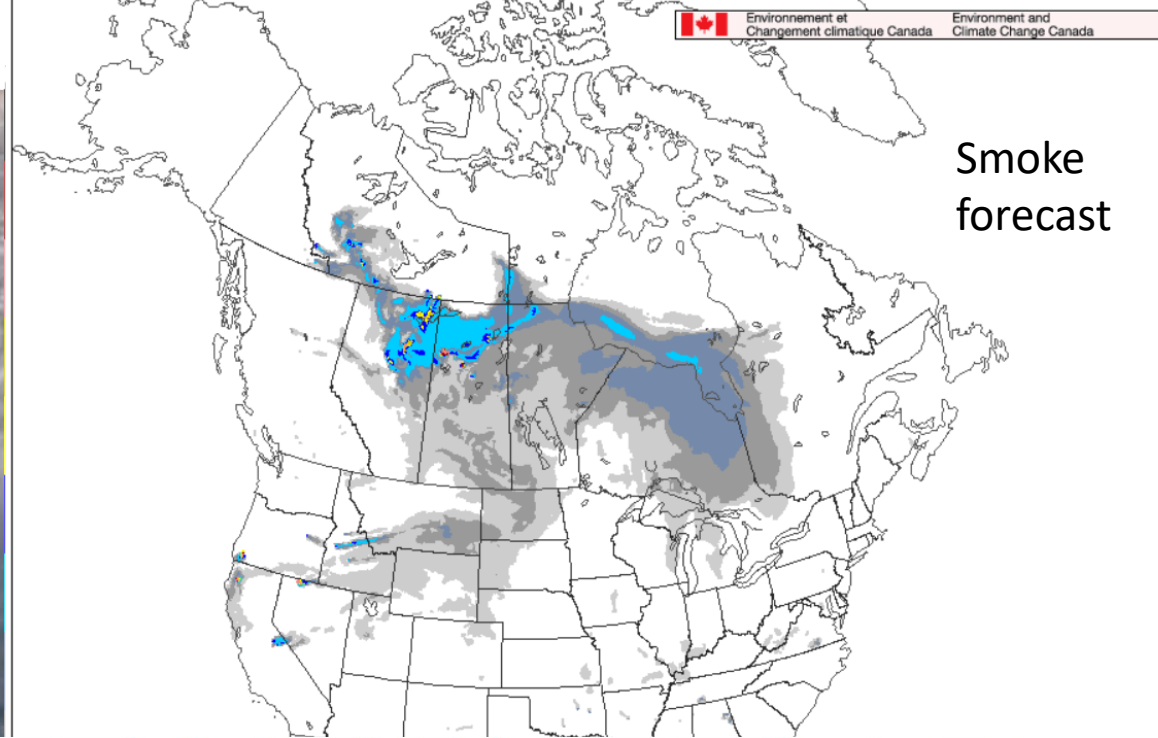 Environnement et
Changement climatique Canada
Environment and
Climate Change Canada
Smoke
forecast